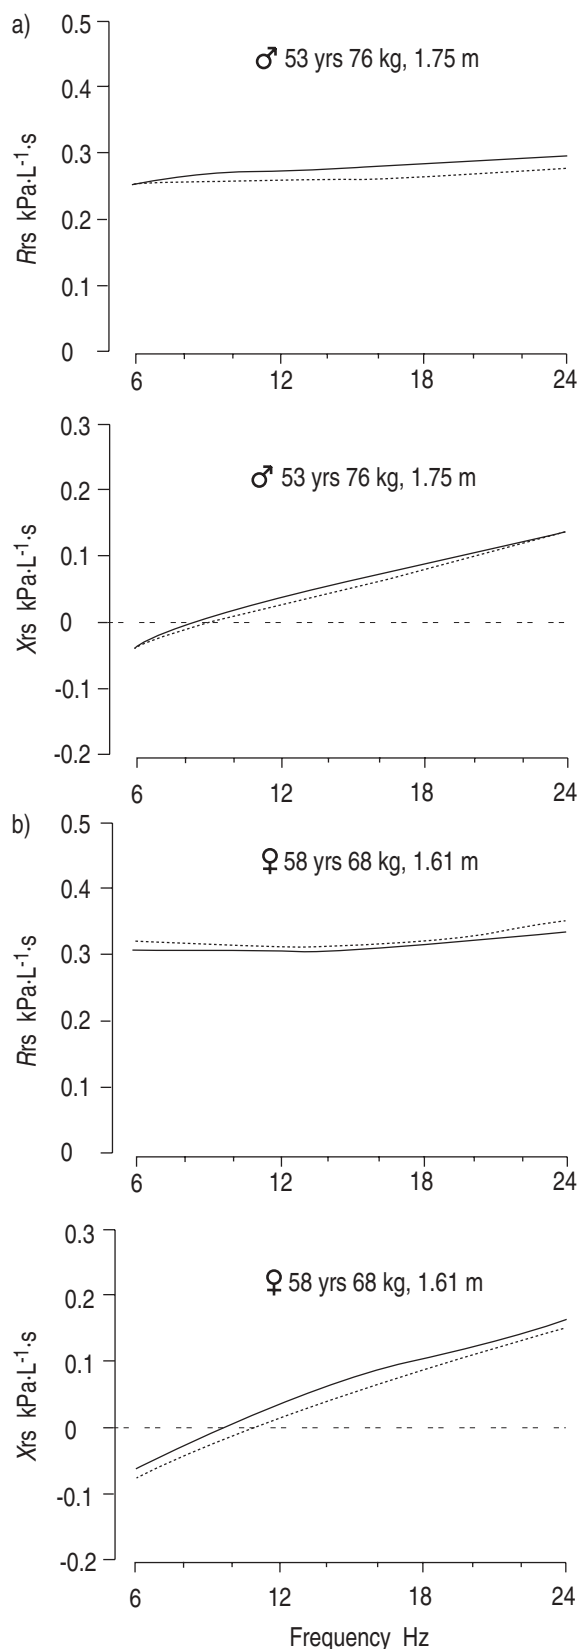 a)
0.5
♂ 53 yrs 76 kg, 1.75 m
0.4
0.3
0.2
0.1
0
Rrs kPa·L-1·s
6 12 18 24
0.3
♂ 53 yrs 76 kg, 1.75 m
0.2
0.1
0
-0.1
-0.2
Xrs kPa·L-1·s
6 12 18 24
b)
0.5
♀ 58 yrs 68 kg, 1.61 m
0.4
0.3
0.2
0.1
0
Rrs kPa·L-1·s
6 12 18 24
0.3
♀ 58 yrs 68 kg, 1.61 m
0.2
0.1
0
-0.1
-0.2
Xrs kPa·L-1·s
6 12 18 24
Frequency Hz